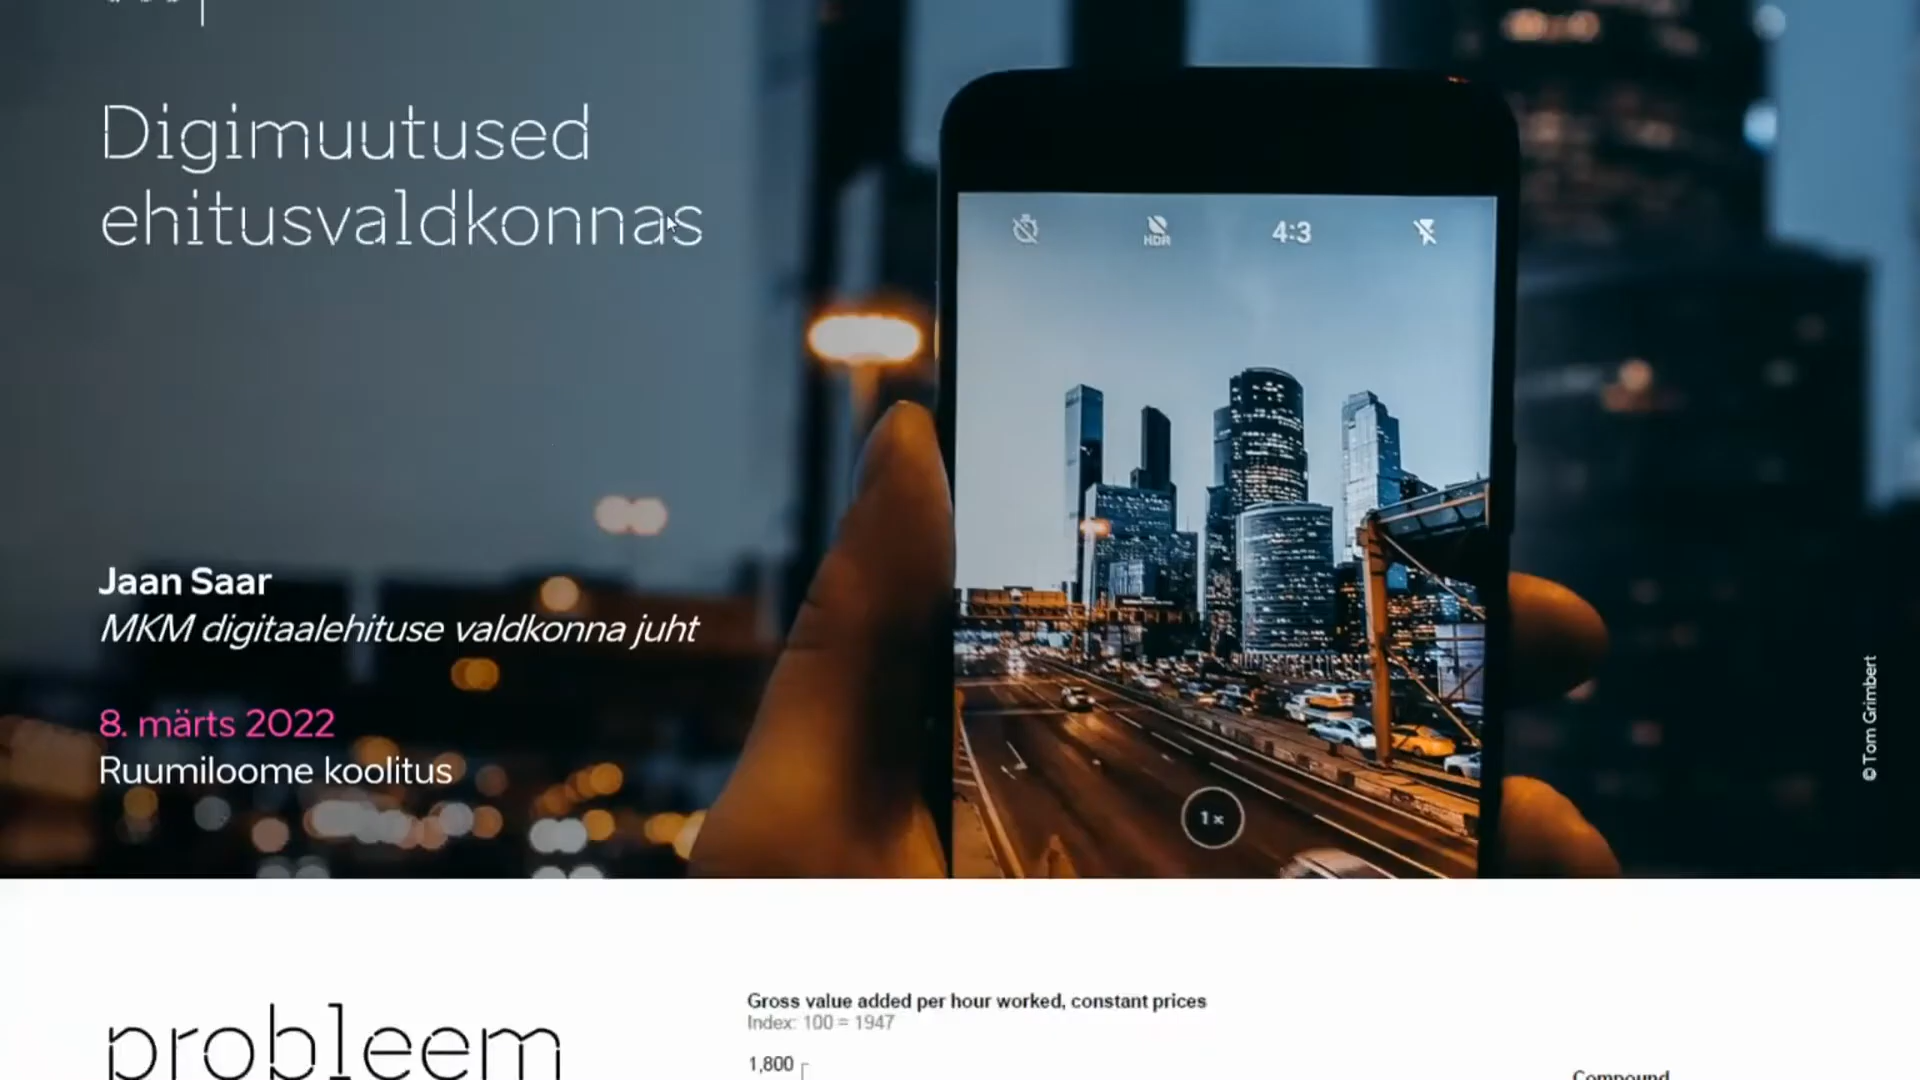 Digimuutused
ehitusvaldkonnas
HDR
4:3
Jaan Saar
MKM digitaalehituse valdkonna juht
8. märts 2022
Ruumiloome koolitus
1 x
© Tom Grimbert
probleem
Gross value added per hour worked, constant prices
Index: 100 = 1947
1,800
Compound